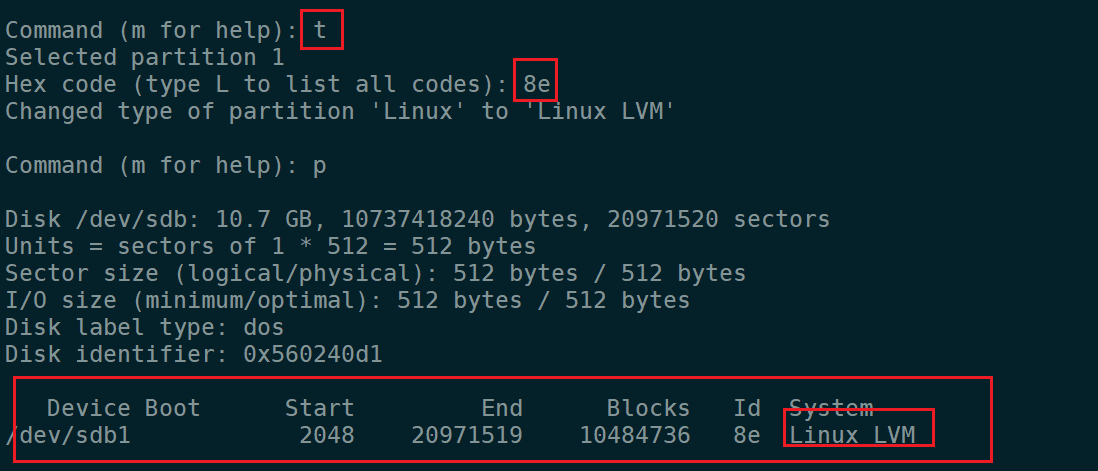 Command (m for help): t
Selected partition 1
Hex code (type L to list all codes): 8e
Changed type of partition 'Linux' to 'Linux LVM'
Command (m for help): p
Disk /dev/sdb: 10.7 GB, 10737418240 bytes, 20971520 sectors
Units = sectors of 1 * 512 = 512 bytes
Sector size (logical/physical): 512 bytes / 512 bytes
I/O size (minimum/optimal): 512 bytes / 512 bytes
Disk label type: dos
Disk identifier: 0x560240d1
Device Boot Start End Blocks Id System
/dev/sdb1 2048 20971519 10484736 8e Linux LVM